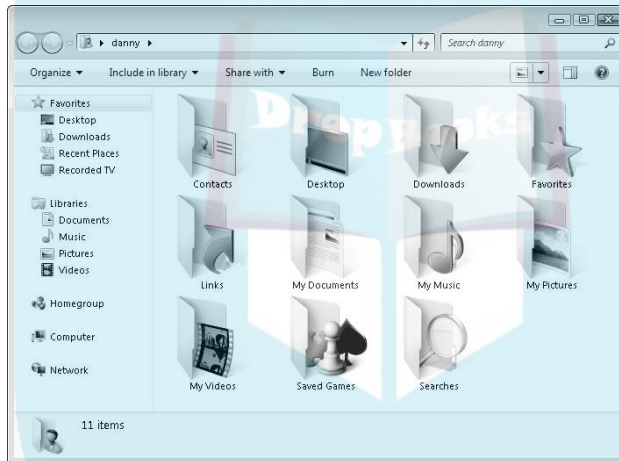 danny
Search danny
Organize Include in library Share with Burn New folder
Favorites
Desktop
Downloads
Recent Places
Recorded TV
Libraries
Documents
Music
Pictures
Videos
Homegroup
Computer
Network
DropBooks
Contacts Desktop Downloads Favorites
Links My Documents My Music My Pictures
My Videos Saved Games Searches
11 items